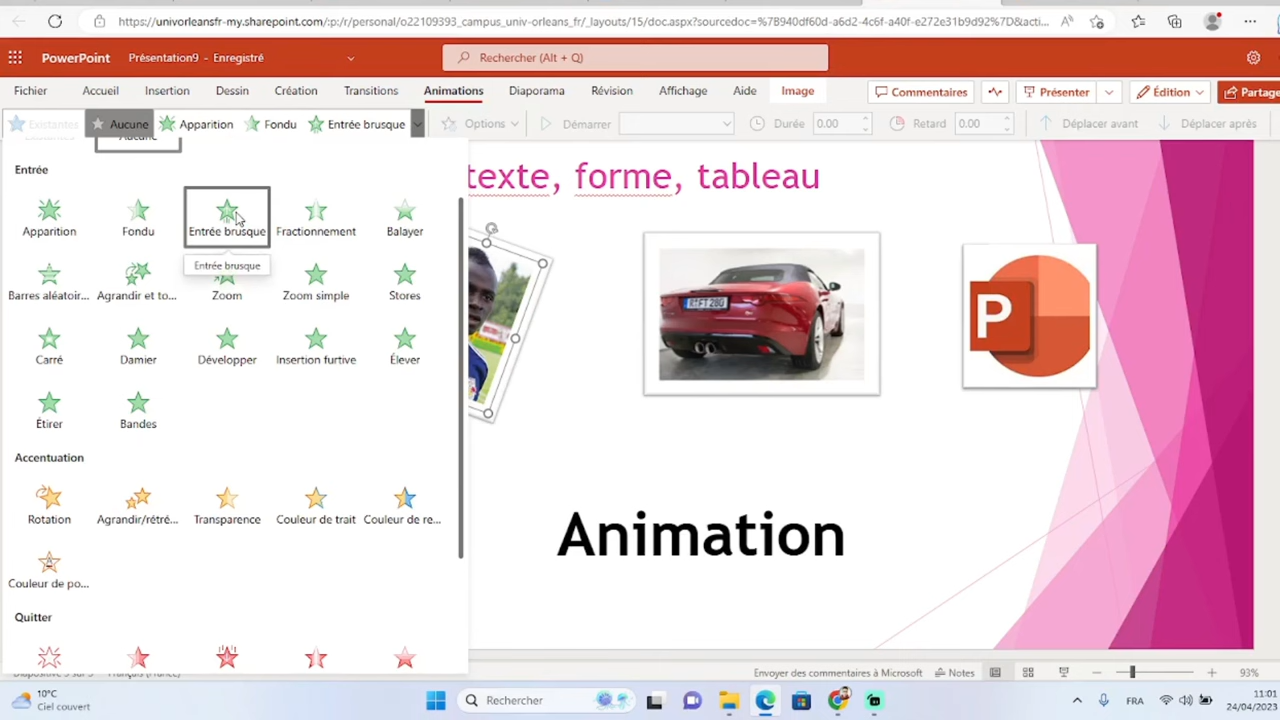 https://univorleansfr-my.sharepoint.com/:p:/r/personal/o22109393_campus_univ-orleans_fr/_layouts/15/doc.aspx?sourcedoc=%7B940df60d-a6d2-4c6f-a40f-e272e31b9d92%7D&acti...
PowerPoint Présentation9 - Enregistré Rechercher (Alt + Q)
Fichier Accueil Insertion Dessin Création Transitions Animations Diaporama Révision Affichage Aide Image Commentaires Présenter Édition Partage
Existantes Aucune Apparition Fondu Entrée brusque Options Démarrer Durée 0.00 Retard 0.00 Déplacer avant Déplacer après
Aucune
Entrée
texte, forme, tableau
Apparition Fondu Entrée brusque Fractionnement Balayer
Entrée brusque
Barres aléatoir... Agrandir et to... Zoom Zoom simple Stores
R·FT 280
P
Carré Damier Développer Insertion furtive Élever
Étirer Bandes
Accentuation
Rotation Agrandir/rétré... Transparence Couleur de trait Couleur de re...
Animation
Couleur de po...
Quitter
Français (France) Envoyer des commentaires à Microsoft Notes 93%
10°C
Ciel couvert
Rechercher
FRA
11:01
24/04/2023